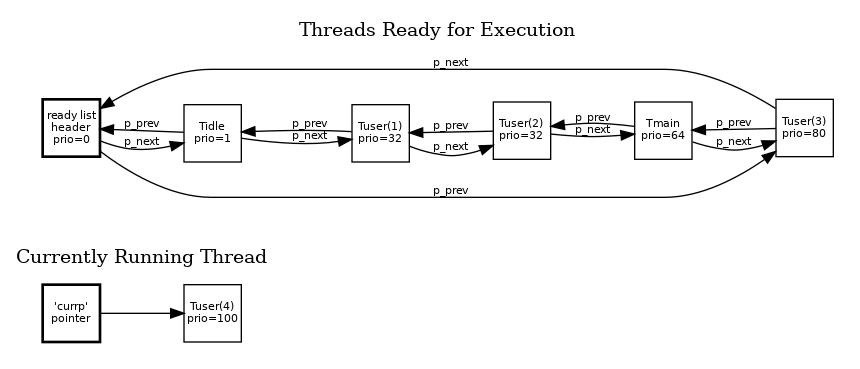 Threads Ready for Execution
p_next
ready list
header
prio=0
p_prev
p_next
Tidle
prio=1
p_prev
p_next
Tuser(1)
prio=32
p_prev
p_next
Tuser(2)
prio=32
p_prev
p_next
Tmain
prio=64
p_prev
p_next
Tuser(3)
prio=80
p_prev
Currently Running Thread
'currp'
pointer
Tuser(4)
prio=100